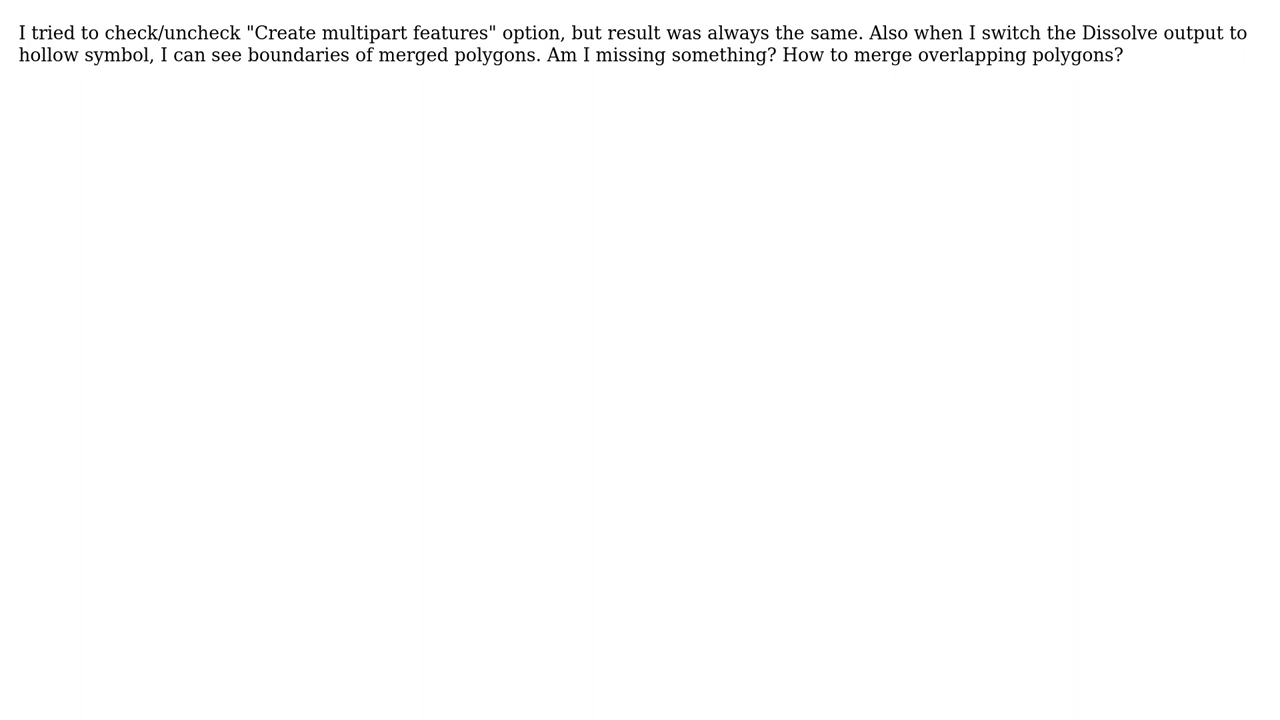 I tried to check/uncheck "Create multipart features" option, but result was always the same. Also when I switch the Dissolve output to
hollow symbol, I can see boundaries of merged polygons. Am I missing something? How to merge overlapping polygons?